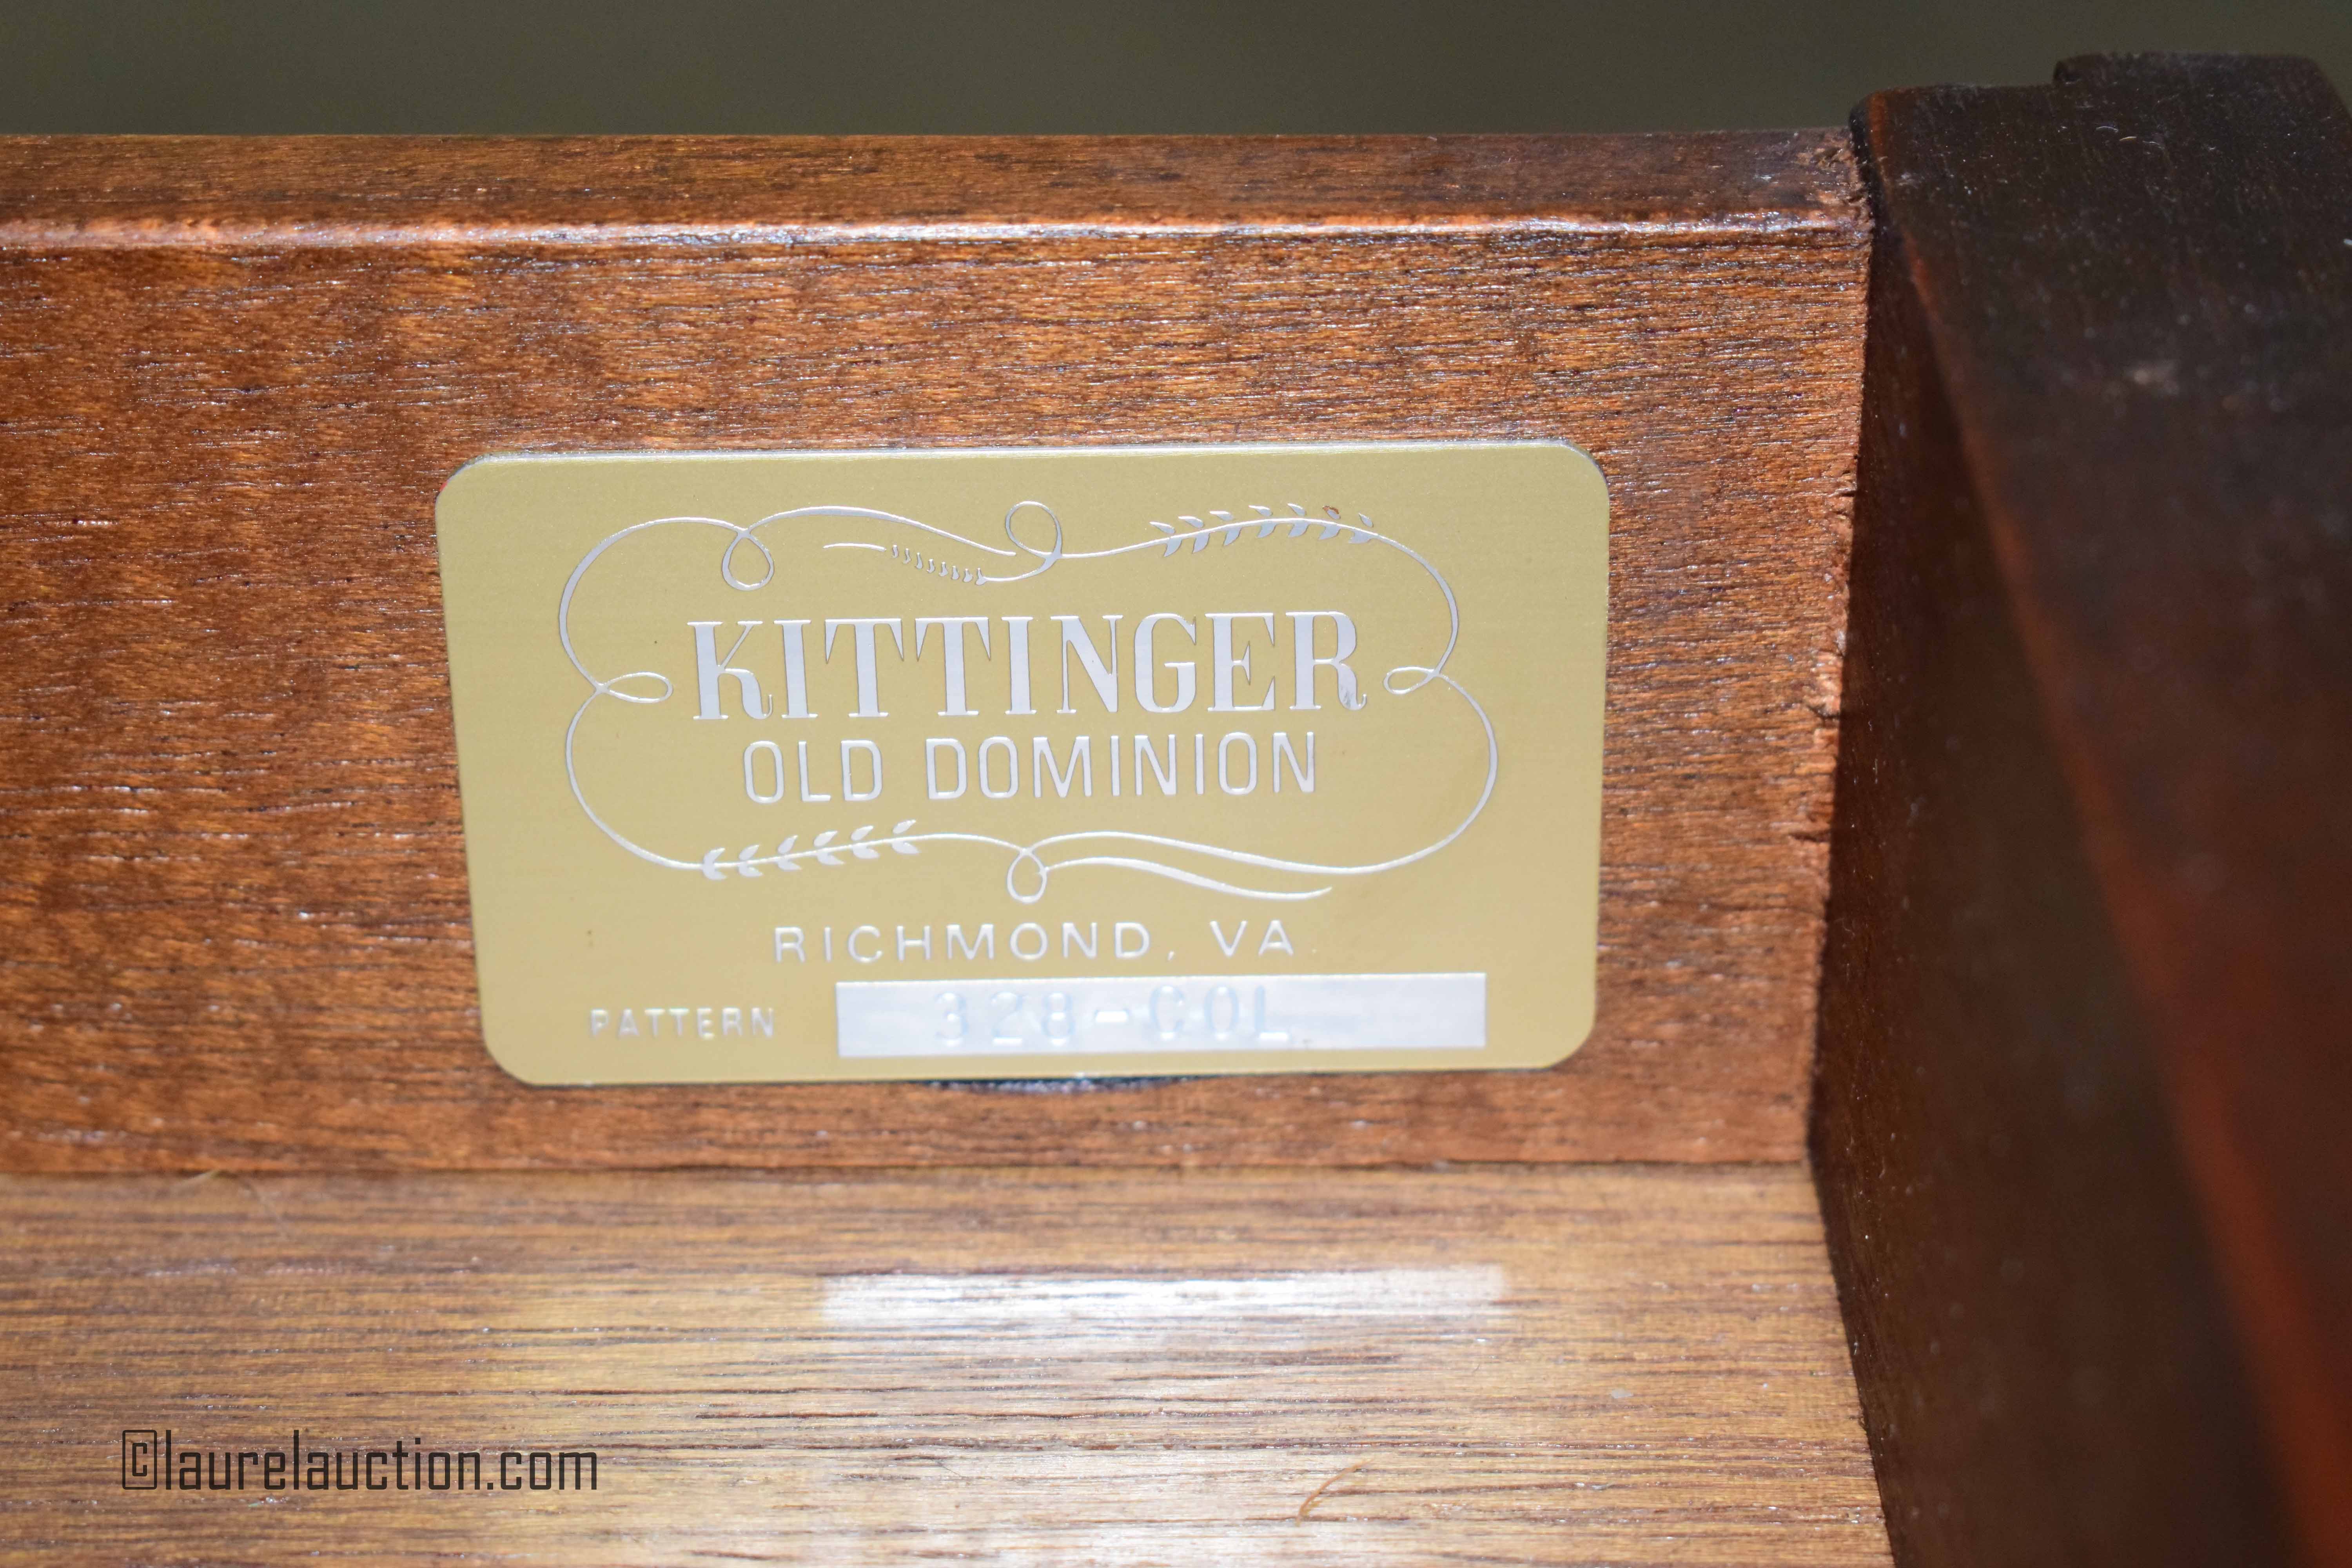 KITTINGER
OLD DOMINION
RICHMOND, VA
PATTERN 328-COL
©laurelauction.com